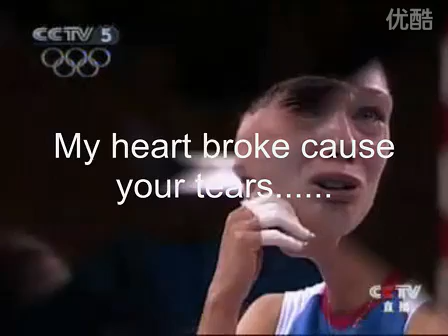 CCTV 5
优酷
My heart broke cause
your tears......
CCTV
直播